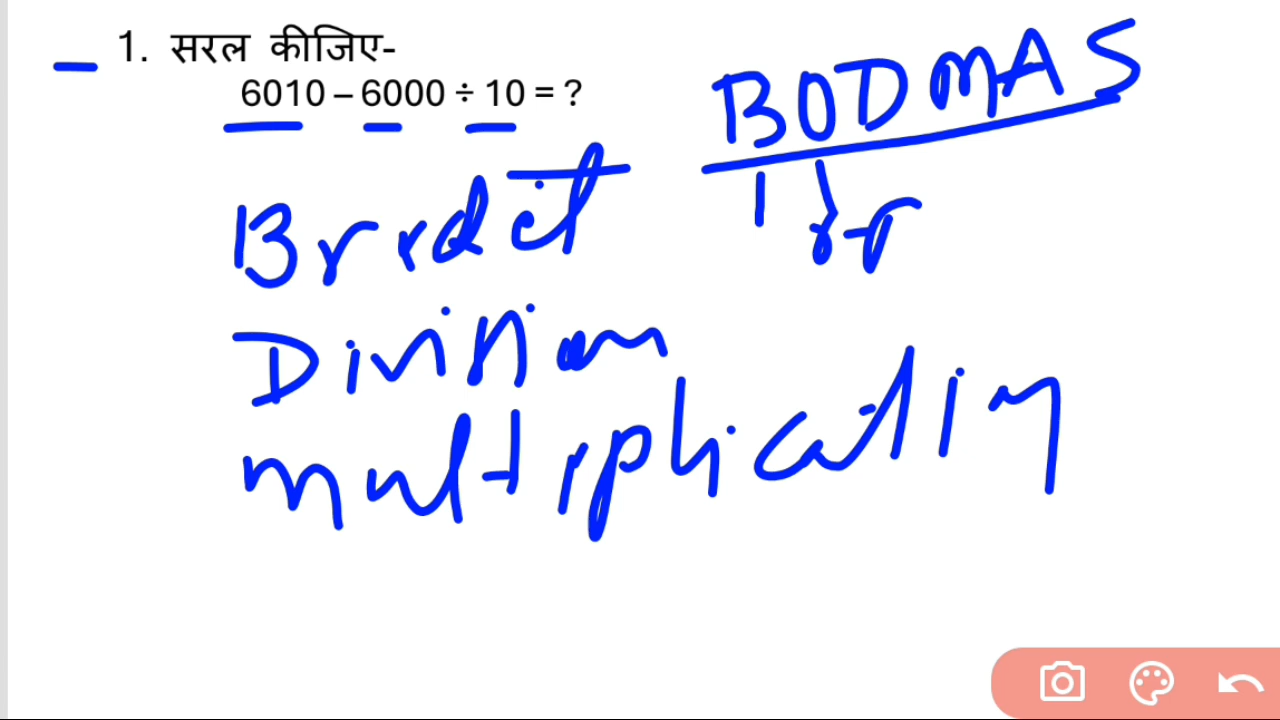 1. सरल कीजिए-
6010 – 6000 ÷ 10 = ?
BODMAS
Division
multiplication